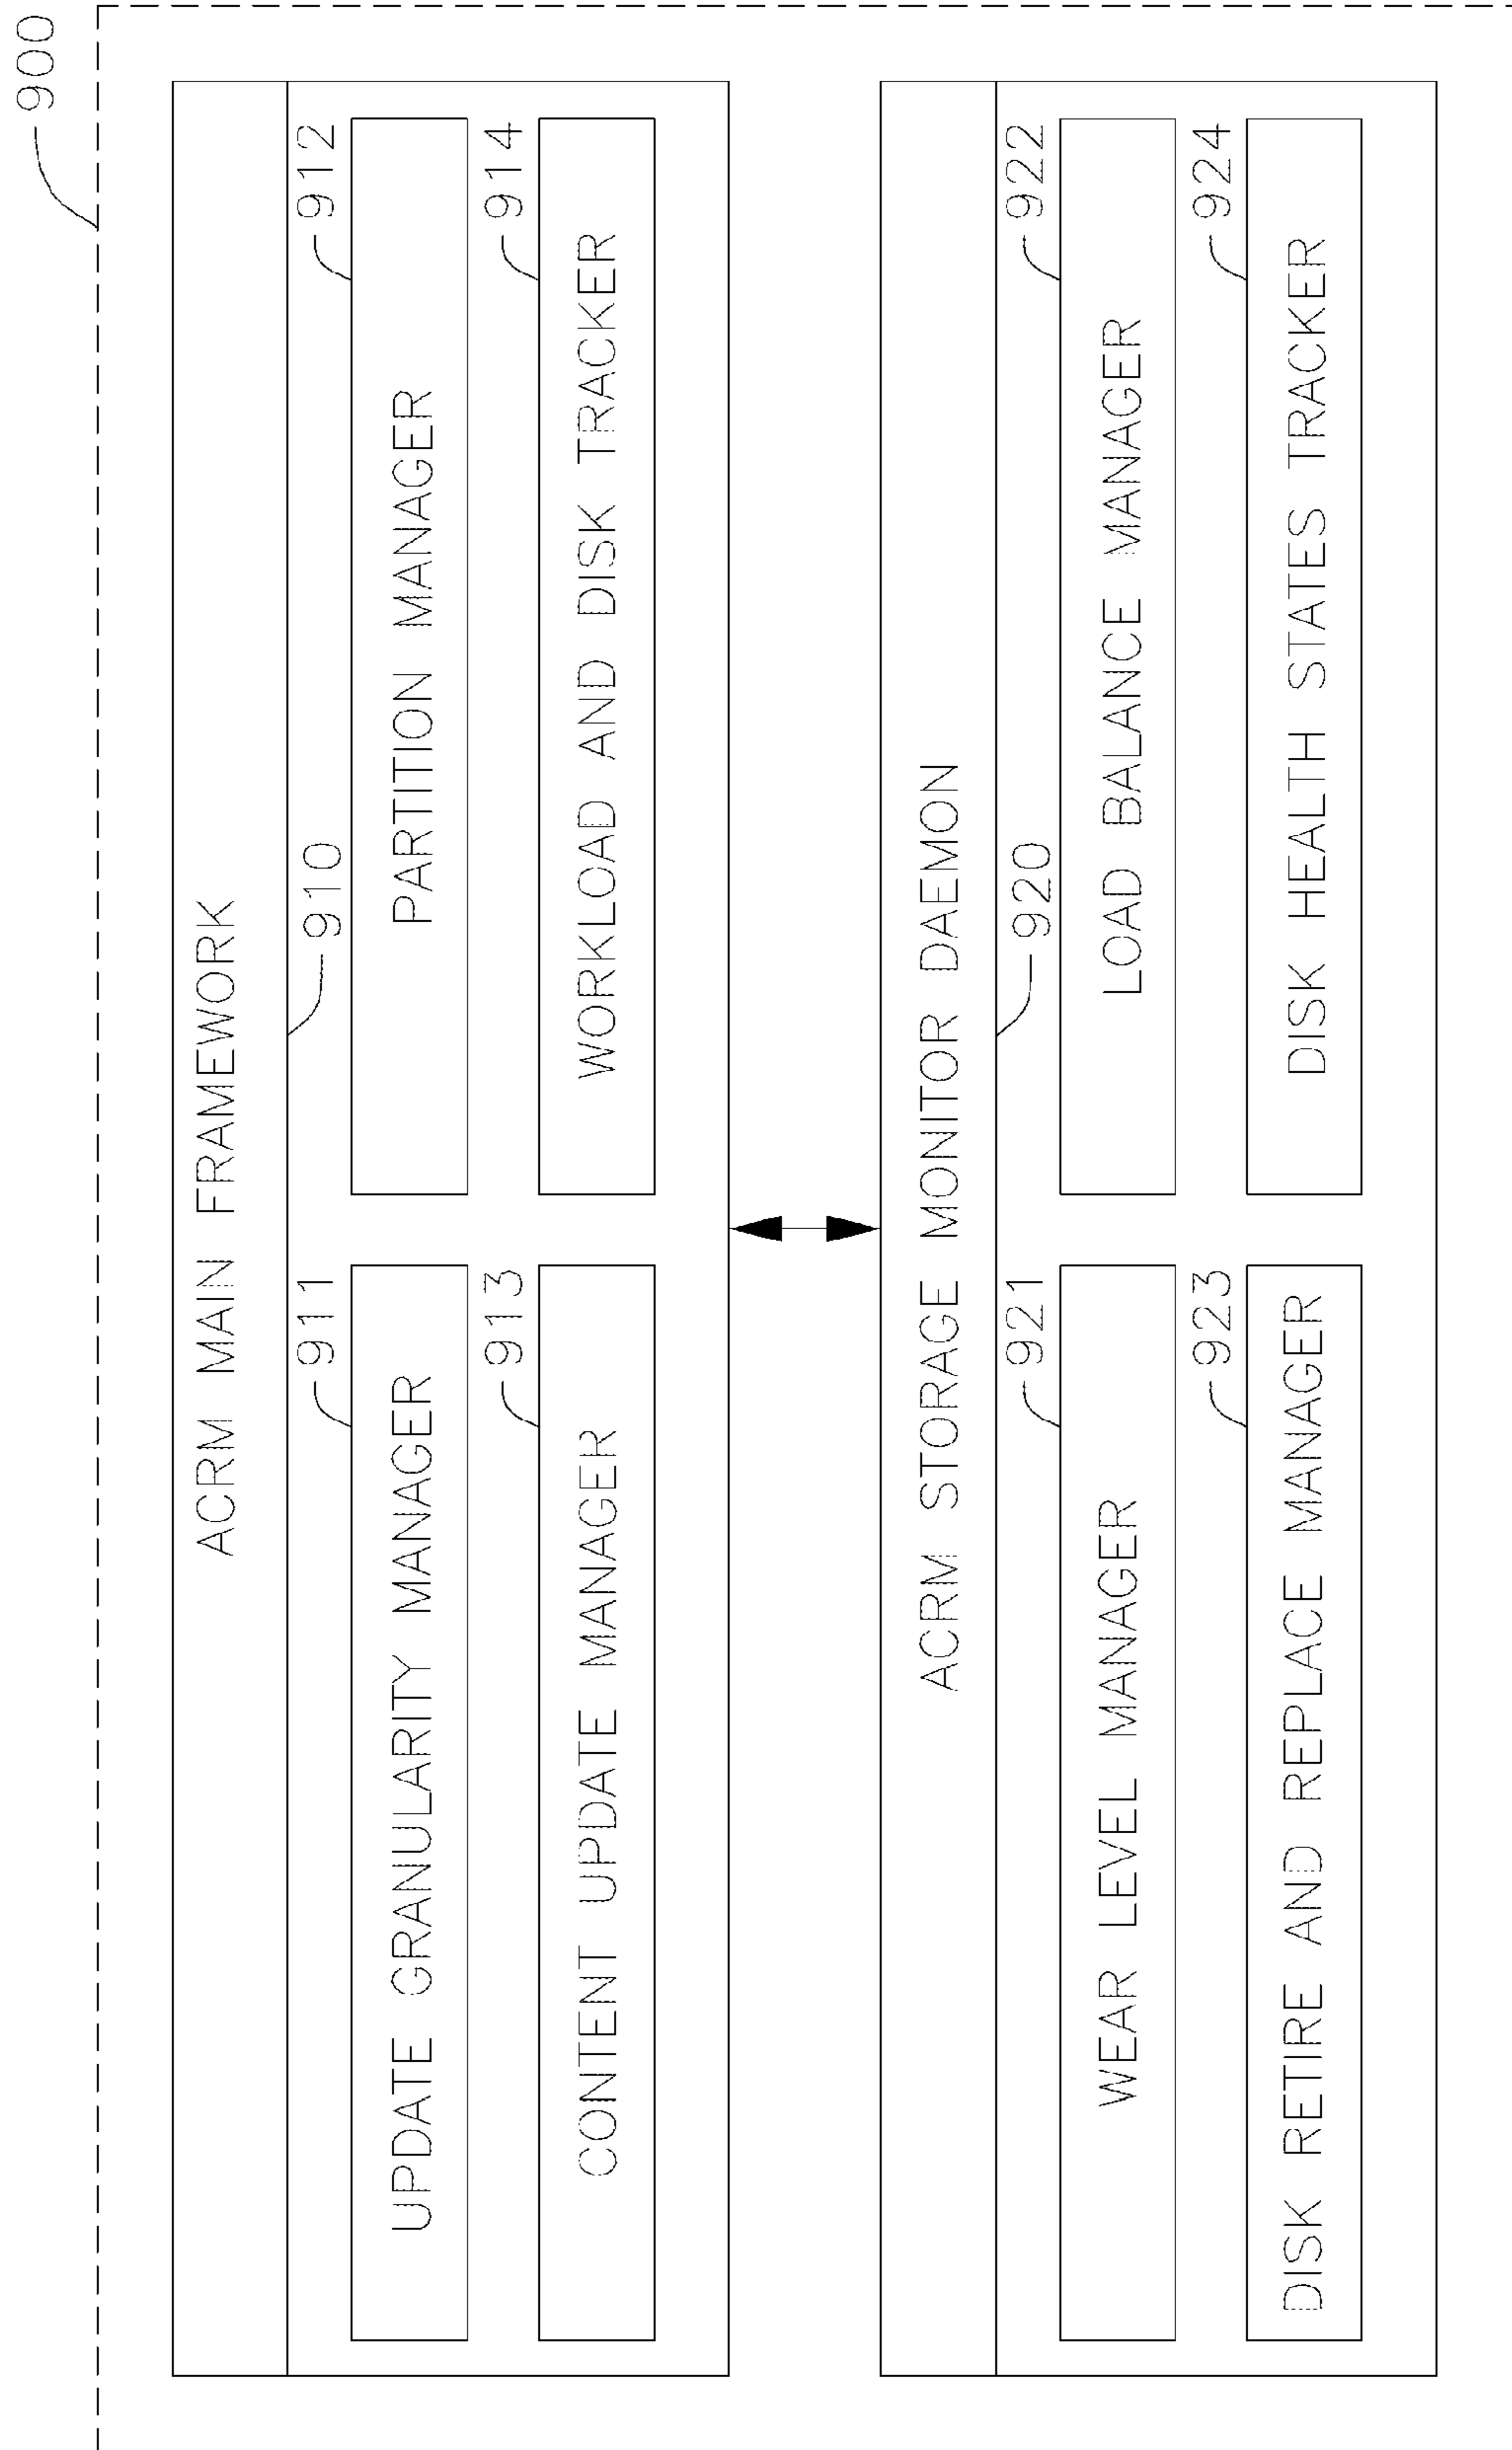 900
ACRM MAIN FRAMEWORK
910
911
912
UPDATE GRANULARITY MANAGER
PARTITION MANAGER
913
914
CONTENT UPDATE MANAGER
WORKLOAD AND DISK TRACKER
ACRM STORAGE MONITOR DAEMON
920
921
922
WEAR LEVEL MANAGER
LOAD BALANCE MANAGER
923
924
DISK RETIRE AND REPLACE MANAGER
DISK HEALTH STATES TRACKER